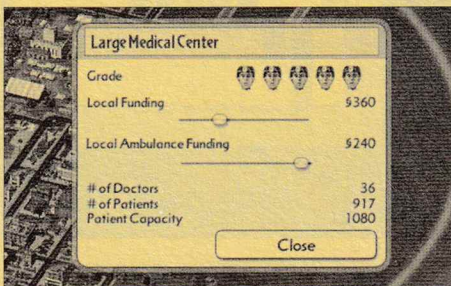 Large Medical Center
Grade
Local Funding §360
Local Ambulance Funding §240
# of Doctors 36
# of Patients 917
Patient Capacity 1080
Close